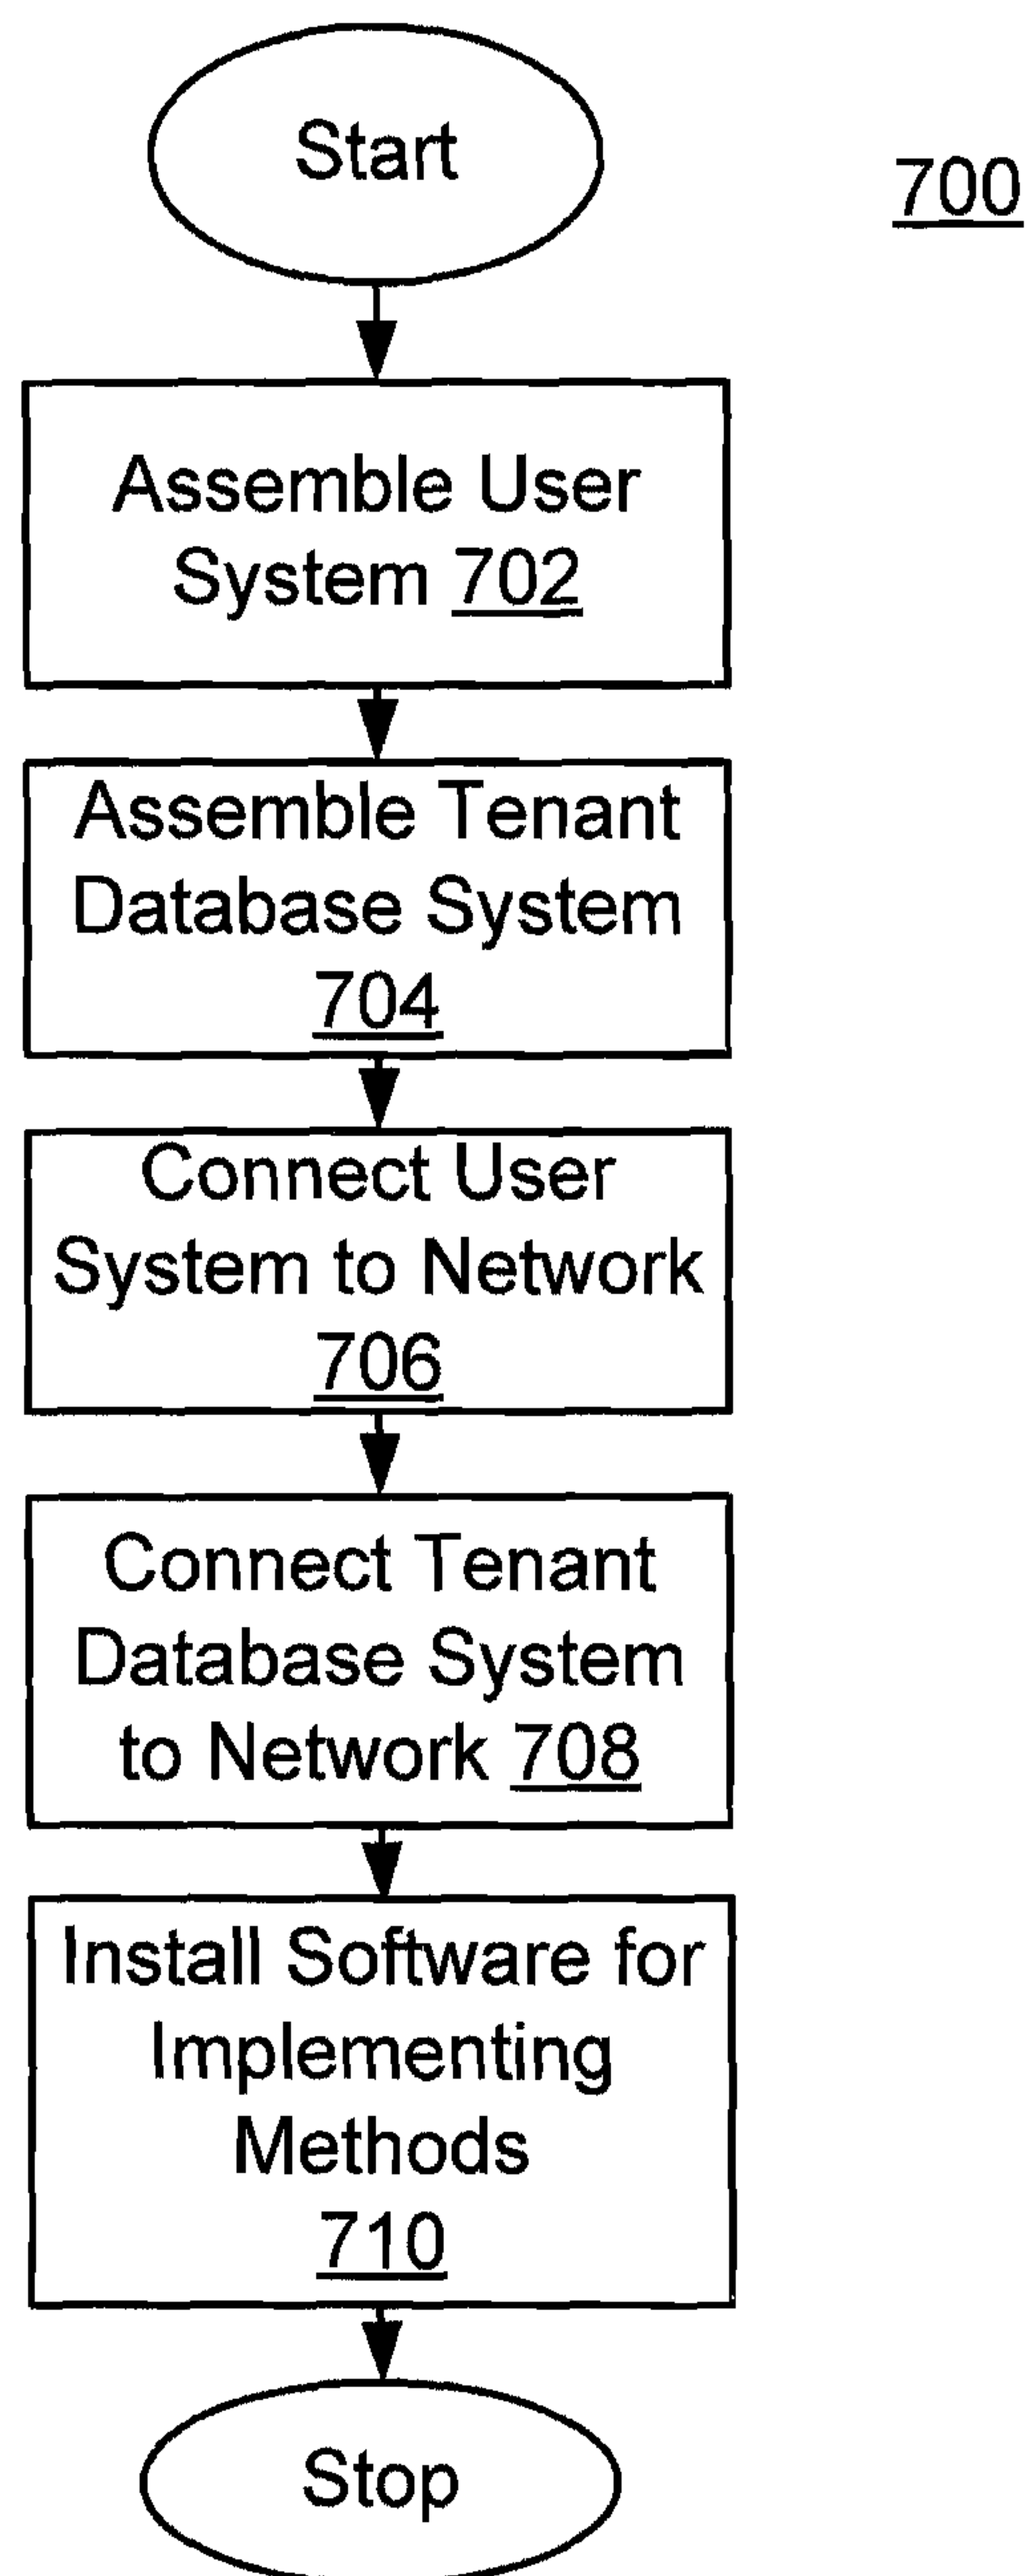 Start
700
Assemble User
System 702
Assemble Tenant
Database System
704
Connect User
System to Network
706
Connect Tenant
Database System
to Network 708
Install Software for
Implementing
Methods
710
Stop